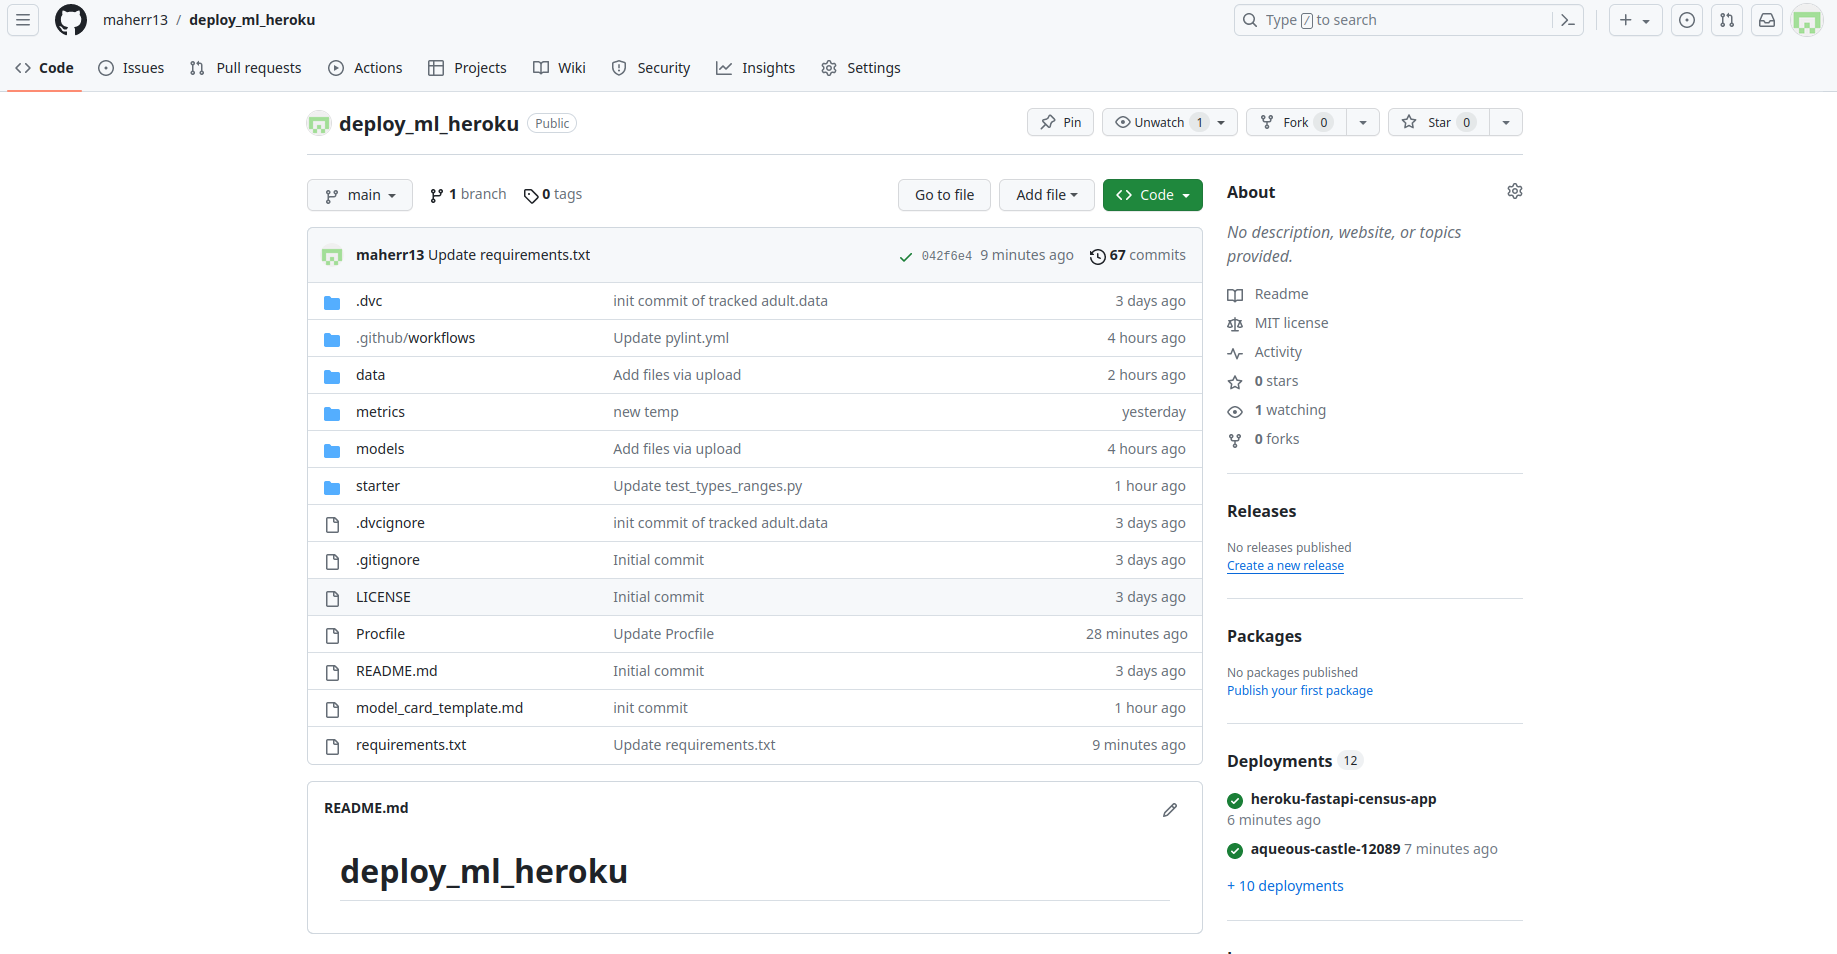 maherr13 / deploy_ml_heroku
Type / to search
Code Issues Pull requests Actions Projects Wiki Security Insights Settings
deploy_ml_heroku Public
Pin Unwatch 1 Fork 0 Star 0
main 1 branch 0 tags
Go to file Add file Code
maherr13 Update requirements.txt 042f6e4 9 minutes ago 67 commits
.dvc init commit of tracked adult.data 3 days ago
.github/workflows Update pylint.yml 4 hours ago
data Add files via upload 2 hours ago
metrics new temp yesterday
models Add files via upload 4 hours ago
starter Update test_types_ranges.py 1 hour ago
.dvcignore init commit of tracked adult.data 3 days ago
.gitignore Initial commit 3 days ago
LICENSE Initial commit 3 days ago
Procfile Update Procfile 28 minutes ago
README.md Initial commit 3 days ago
model_card_template.md init commit 1 hour ago
requirements.txt Update requirements.txt 9 minutes ago
README.md
deploy_ml_heroku
About
No description, website, or topics
provided.
Readme
MIT license
Activity
0 stars
1 watching
0 forks
Releases
No releases published
Create a new release
Packages
No packages published
Publish your first package
Deployments 12
heroku-fastapi-census-app
6 minutes ago
aqueous-castle-12089 7 minutes ago
+ 10 deployments